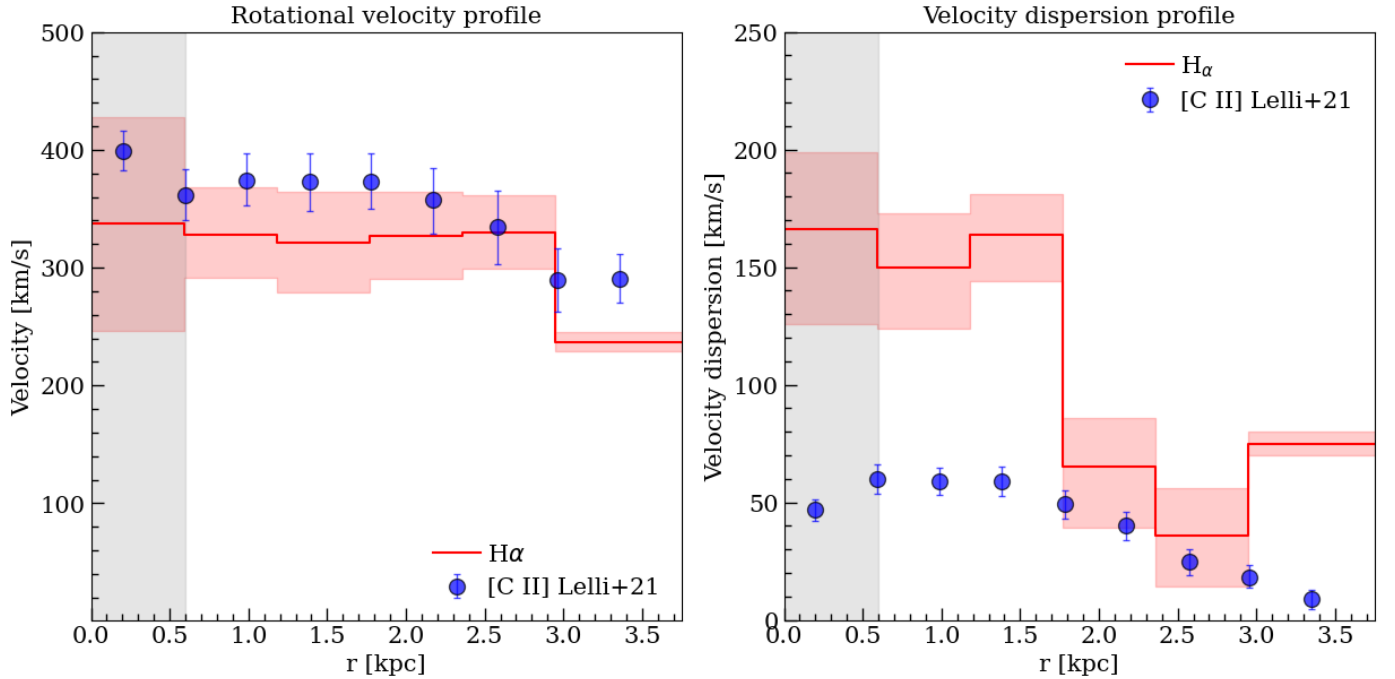 Rotational velocity profile
Velocity [km/s]
500
400
300
200
100
Hα
[C II] Lelli+21
0.0 0.5 1.0 1.5 2.0 2.5 3.0 3.5
r [kpc]
Velocity dispersion profile
Velocity dispersion [km/s]
250
200
150
100
50
0
Hα
[C II] Lelli+21
0.0 0.5 1.0 1.5 2.0 2.5 3.0 3.5
r [kpc]